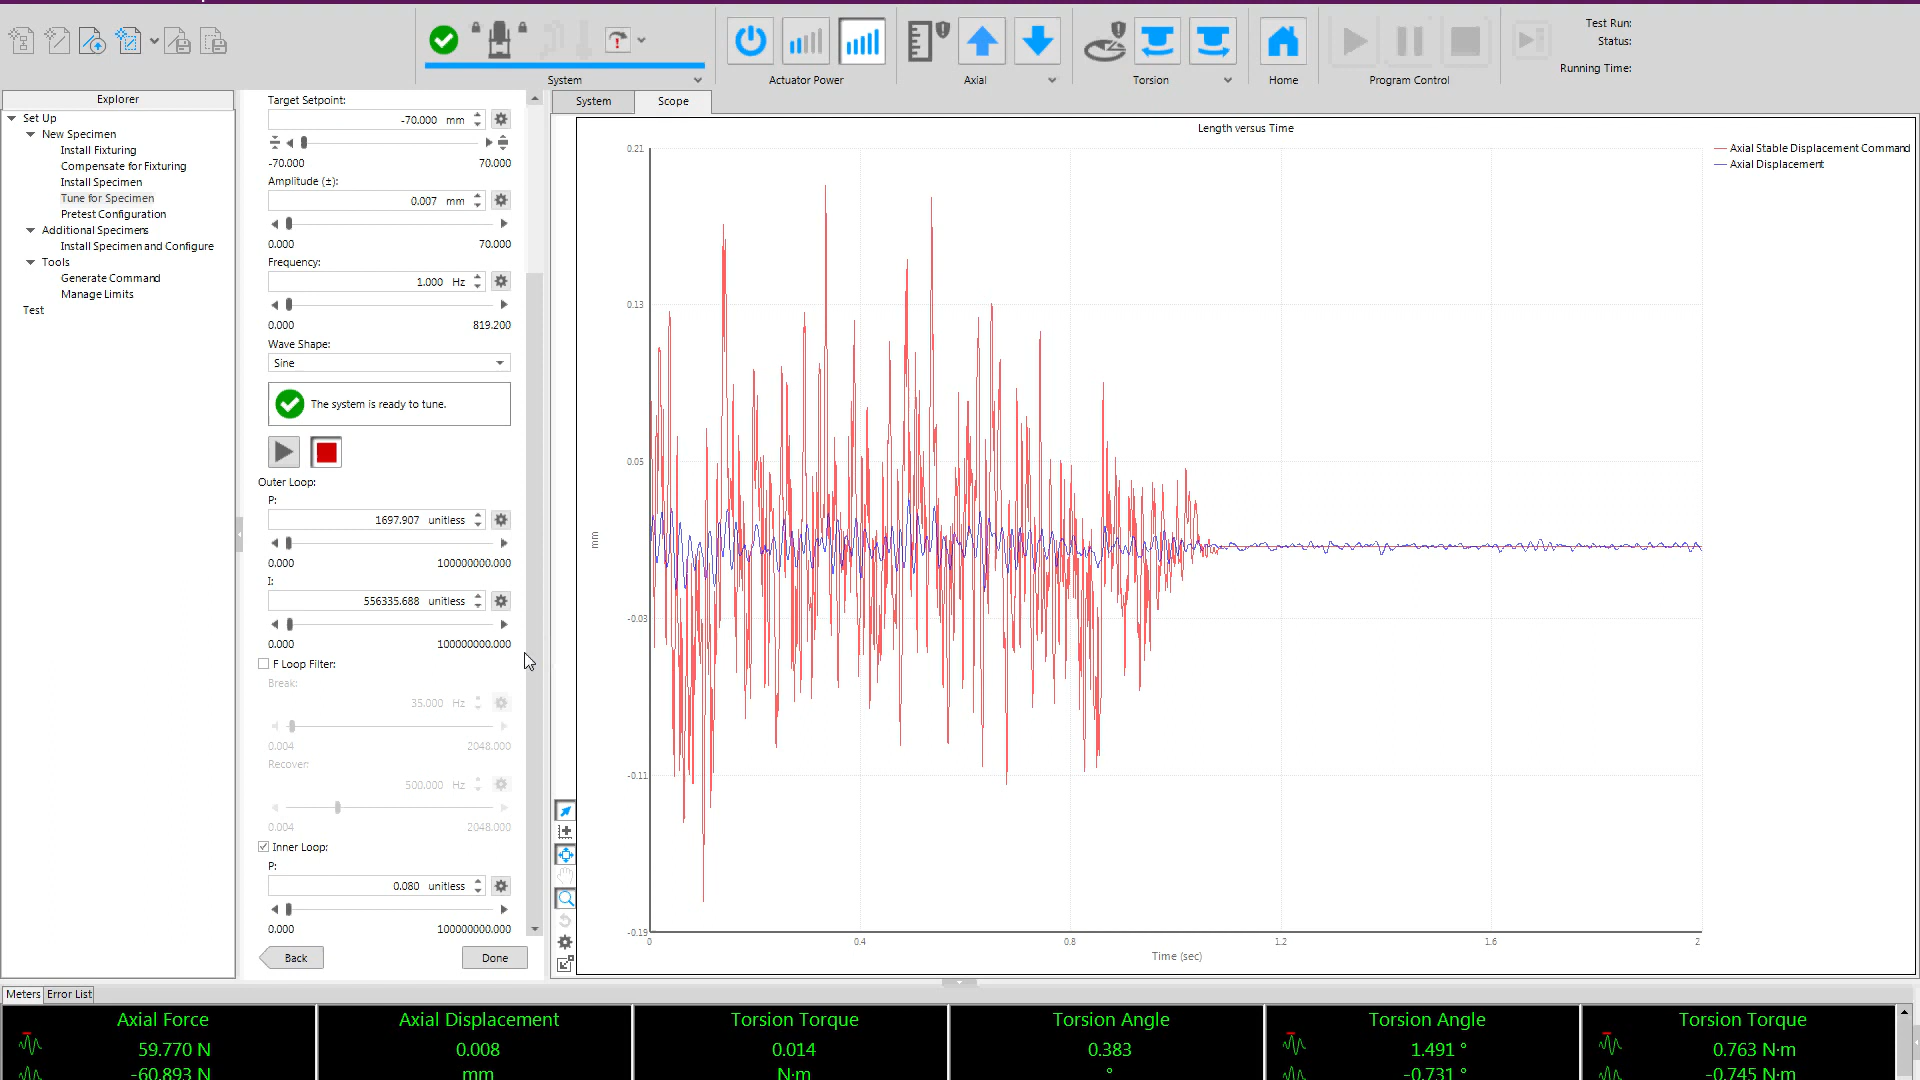 Test Run:
Status:
Running Time:
System
Actuator Power
Axial
Torsion
Home
Program Control
Explorer
Set Up
New Specimen
Install Fixturing
Compensate for Fixturing
Install Specimen
Tune for Specimen
Pretest Configuration
Additional Specimens
Install Specimen and Configure
Tools
Generate Command
Manage Limits
Test
Target Setpoint:
-70.000 mm
-70.000 70.000
Amplitude (±):
0.007 mm
0.000 70.000
Frequency:
1.000 Hz
0.000 819.200
Wave Shape:
Sine
The system is ready to tune.
Outer Loop:
P:
1697.907 unitless
0.000 100000000.000
I:
556335.688 unitless
0.000 100000000.000
F Loop Filter:
Break:
35.000 Hz
0.004 2048.000
Recover:
500.000 Hz
0.004 2048.000
Inner Loop:
P:
0.080 unitless
0.000 100000000.000
Back Done
System Scope
Length versus Time
Axial Stable Displacement Command
Axial Displacement
0.21
0.13
0.05
-0.03
-0.11
-0.19
mm
0 0.4 0.8 1.2 1.6 2
Time (sec)
Meters Error List
Axial Force
59.770 N
-60.893 N
Axial Displacement
0.008
mm
Torsion Torque
0.014
N·m
Torsion Angle
0.383
°
Torsion Angle
1.491 °
-0.731 °
Torsion Torque
0.763 N·m
-0.745 N·m